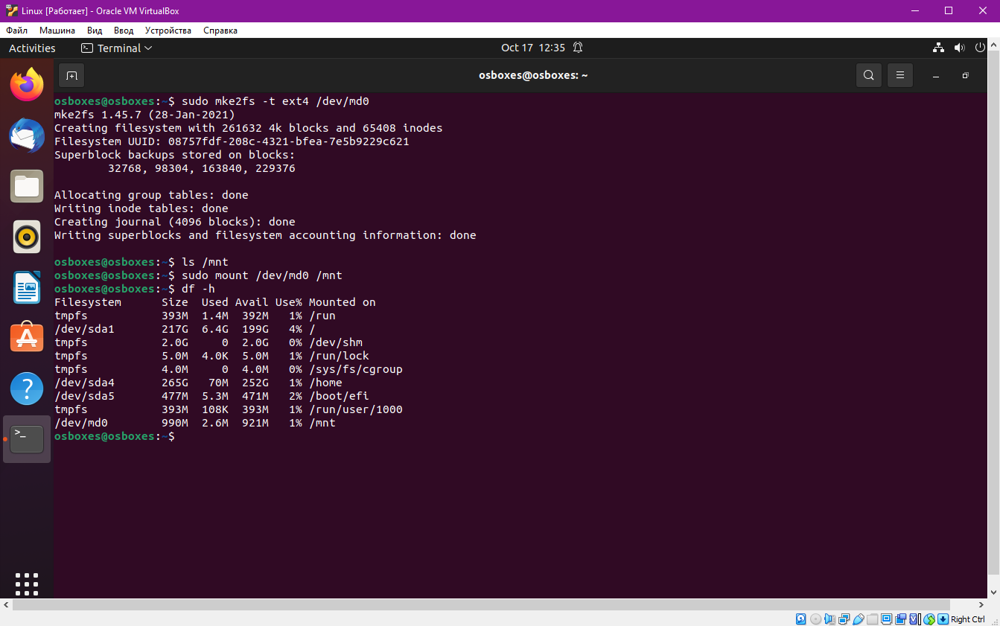 Linux [Работает] - Oracle VM VirtualBox
Файл Машина Вид Ввод Устройства Справка
Activities Terminal Oct 17 12:35
osboxes@osboxes: ~
osboxes@osboxes:~$ sudo mke2fs -t ext4 /dev/md0
mke2fs 1.45.7 (28-Jan-2021)
Creating filesystem with 261632 4k blocks and 65408 inodes
Filesystem UUID: 08757fdf-208c-4321-bfea-7e5b9229c621
Superblock backups stored on blocks:
32768, 98304, 163840, 229376
Allocating group tables: done
Writing inode tables: done
Creating journal (4096 blocks): done
Writing superblocks and filesystem accounting information: done
osboxes@osboxes:~$ ls /mnt
osboxes@osboxes:~$ sudo mount /dev/md0 /mnt
osboxes@osboxes:~$ df -h
Filesystem Size Used Avail Use% Mounted on
tmpfs 393M 1.4M 392M 1% /run
/dev/sda1 217G 6.4G 199G 4% /
tmpfs 2.0G 0 2.0G 0% /dev/shm
tmpfs 5.0M 4.0K 5.0M 1% /run/lock
tmpfs 4.0M 0 4.0M 0% /sys/fs/cgroup
/dev/sda4 265G 70M 252G 1% /home
/dev/sda5 477M 5.3M 471M 2% /boot/efi
tmpfs 393M 108K 393M 1% /run/user/1000
/dev/md0 990M 2.6M 921M 1% /mnt
osboxes@osboxes:~$
Right Ctrl